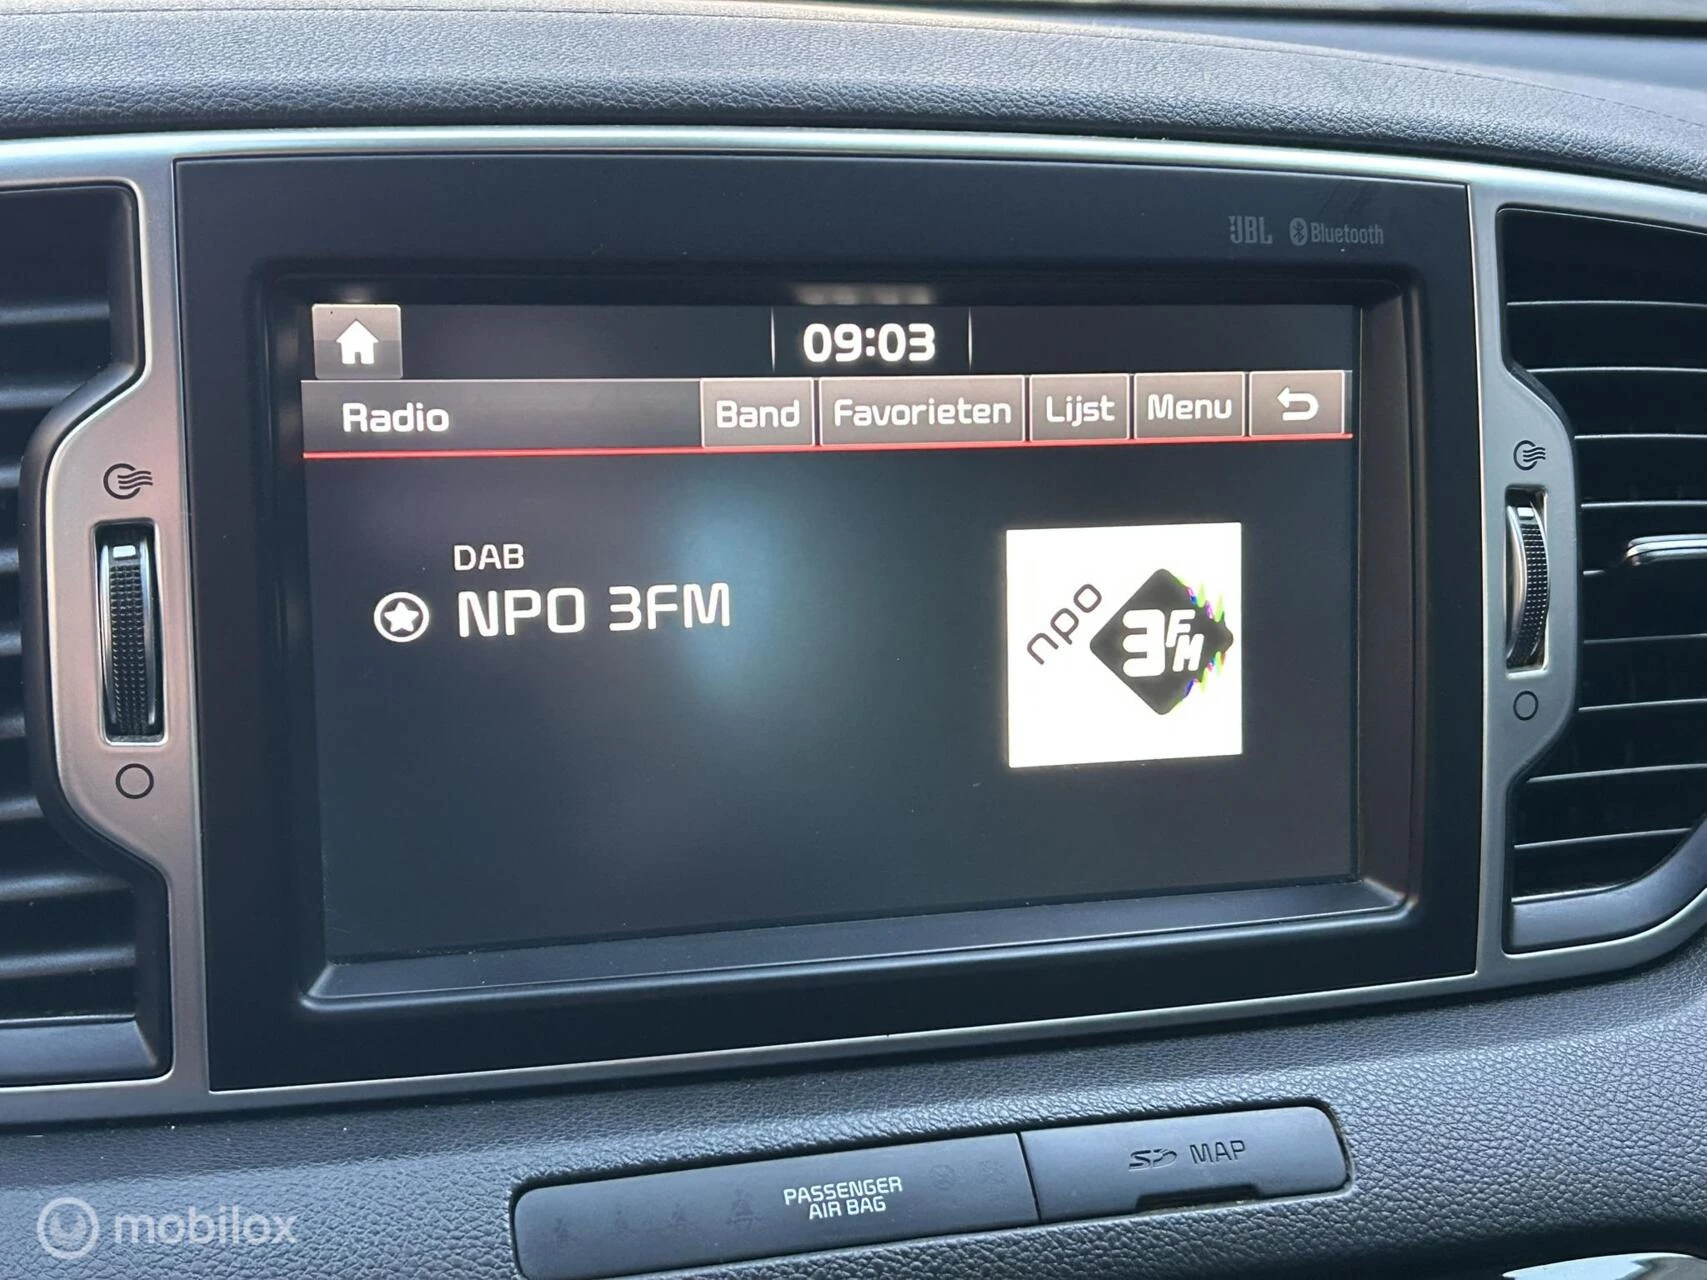 JBL Bluetooth
09:03
Radio Band Favorieten Lijst Menu
DAB
NPO 3FM
npo 3FM
PASSENGER
AIR BAG
SD MAP
mobilox